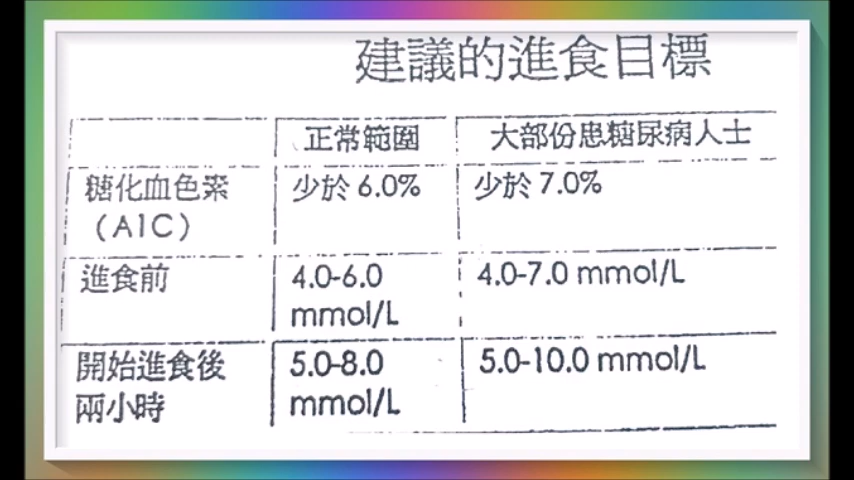 建議的進食目標
正常範圍 大部份患糖尿病人士
糖化血色素 少於 6.0% 少於 7.0%
(A1C)
進食前 4.0-6.0 4.0-7.0 mmol/L
mmol/L
開始進食後 5.0-8.0 5.0-10.0 mmol/L
兩小時 mmol/L